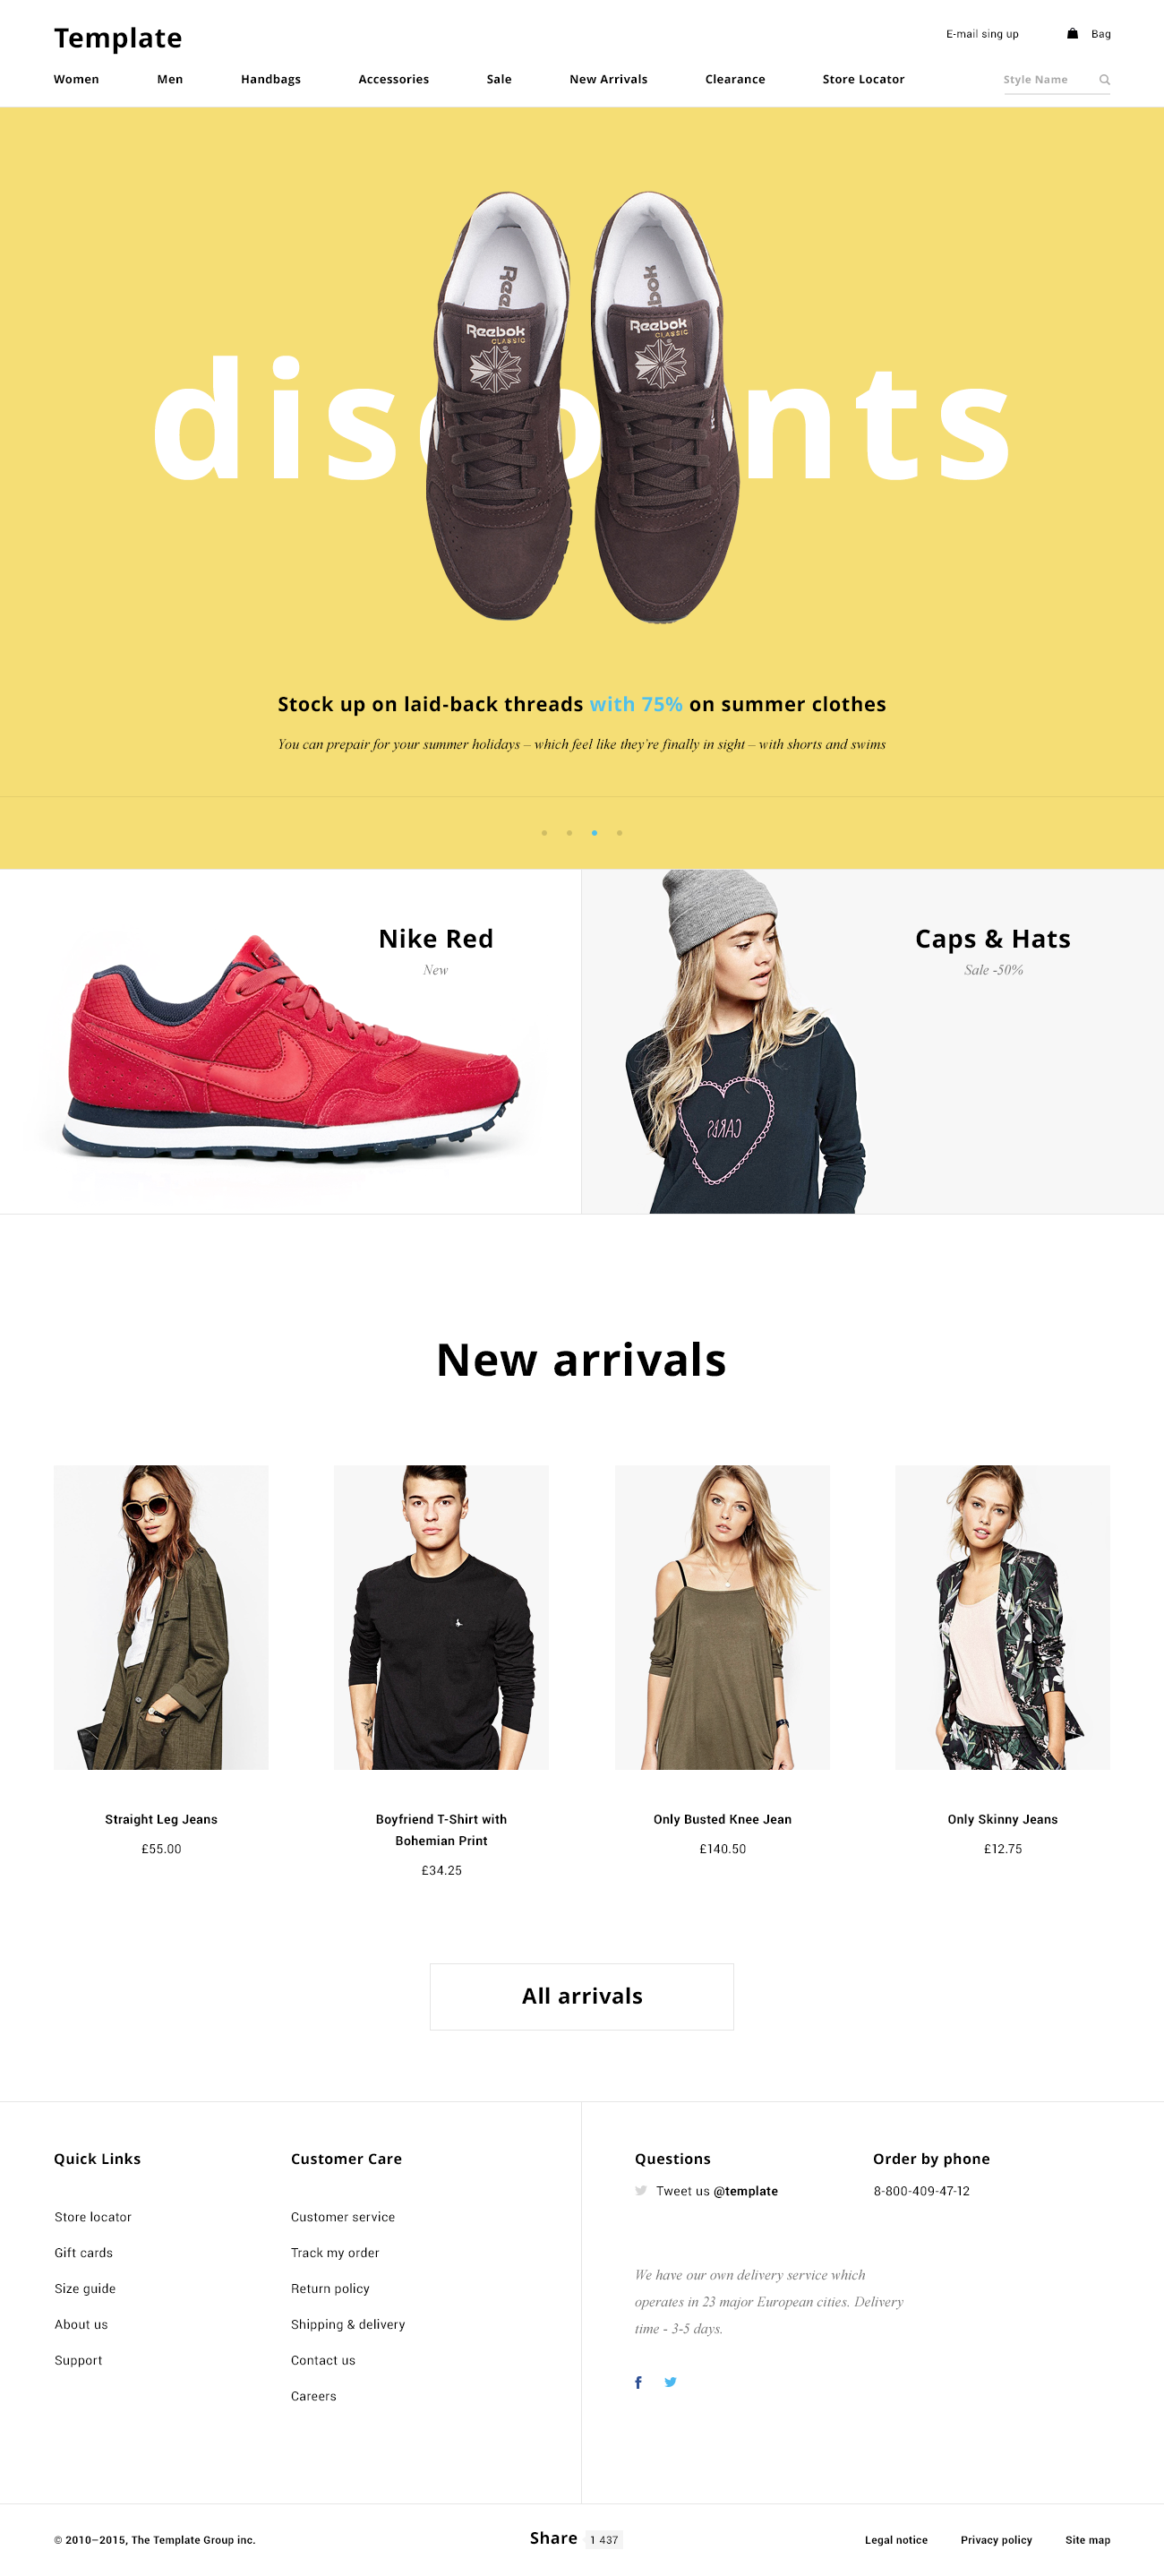 Template
E-mail sing up
Bag
Women Men Handbags Accessories Sale New Arrivals Clearance Store Locator
Style Name
Reebok
Reebok
Reebok
CLASSIC
Reebok
CLASSIC
discounts
Stock up on laid-back threads with 75% on summer clothes
You can prepair for your summer holidays – which feel like they're finally in sight – with shorts and swims
Nike Red
New
Caps & Hats
Sale -50%
CARES
New arrivals
Straight Leg Jeans
£55.00
Boyfriend T-Shirt with
Bohemian Print
£34.25
Only Busted Knee Jean
£140.50
Only Skinny Jeans
£12.75
All arrivals
Quick Links
Store locator
Gift cards
Size guide
About us
Support
Customer Care
Customer service
Track my order
Return policy
Shipping & delivery
Contact us
Careers
Questions
Tweet us @template
Order by phone
8-800-409-47-12
We have our own delivery service which
operates in 23 major European cities. Delivery
time - 3-5 days.
© 2010–2015, The Template Group inc.
Share 1 437
Legal notice Privacy policy Site map